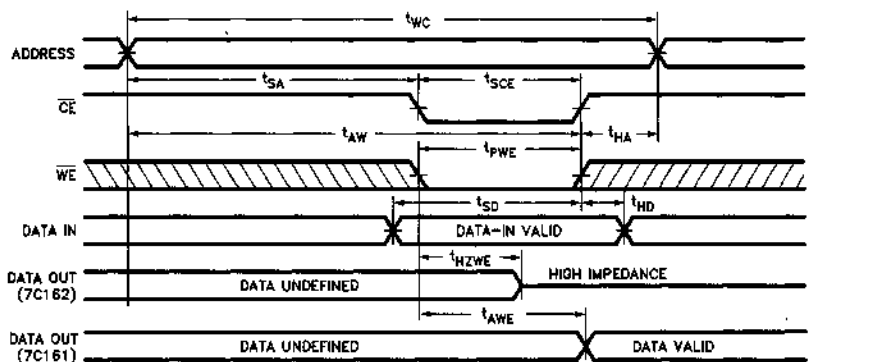 tWC
ADDRESS
tSA
tSCE
CE
tAW
tHA
tPWE
WE
tSD
tHD
DATA IN
DATA-IN VALID
tHZWE
DATA OUT
(7C162)
DATA UNDEFINED
HIGH IMPEDANCE
tAWE
DATA OUT
(7C161)
DATA UNDEFINED
DATA VALID